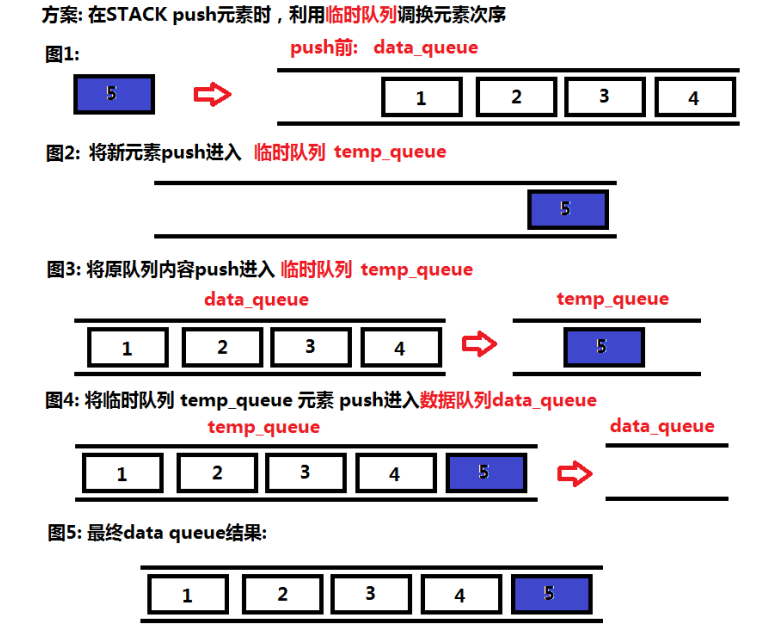 方案: 在STACK push元素时，利用临时队列调换元素次序
图1:
push前: data_queue
5
1 2 3 4
图2: 将新元素push进入 临时队列 temp_queue
5
图3: 将原队列内容push进入 临时队列 temp_queue
data_queue temp_queue
1 2 3 4 5
图4: 将临时队列 temp_queue 元素 push进入数据队列data_queue
temp_queue data_queue
1 2 3 4 5
图5: 最终data queue结果:
1 2 3 4 5